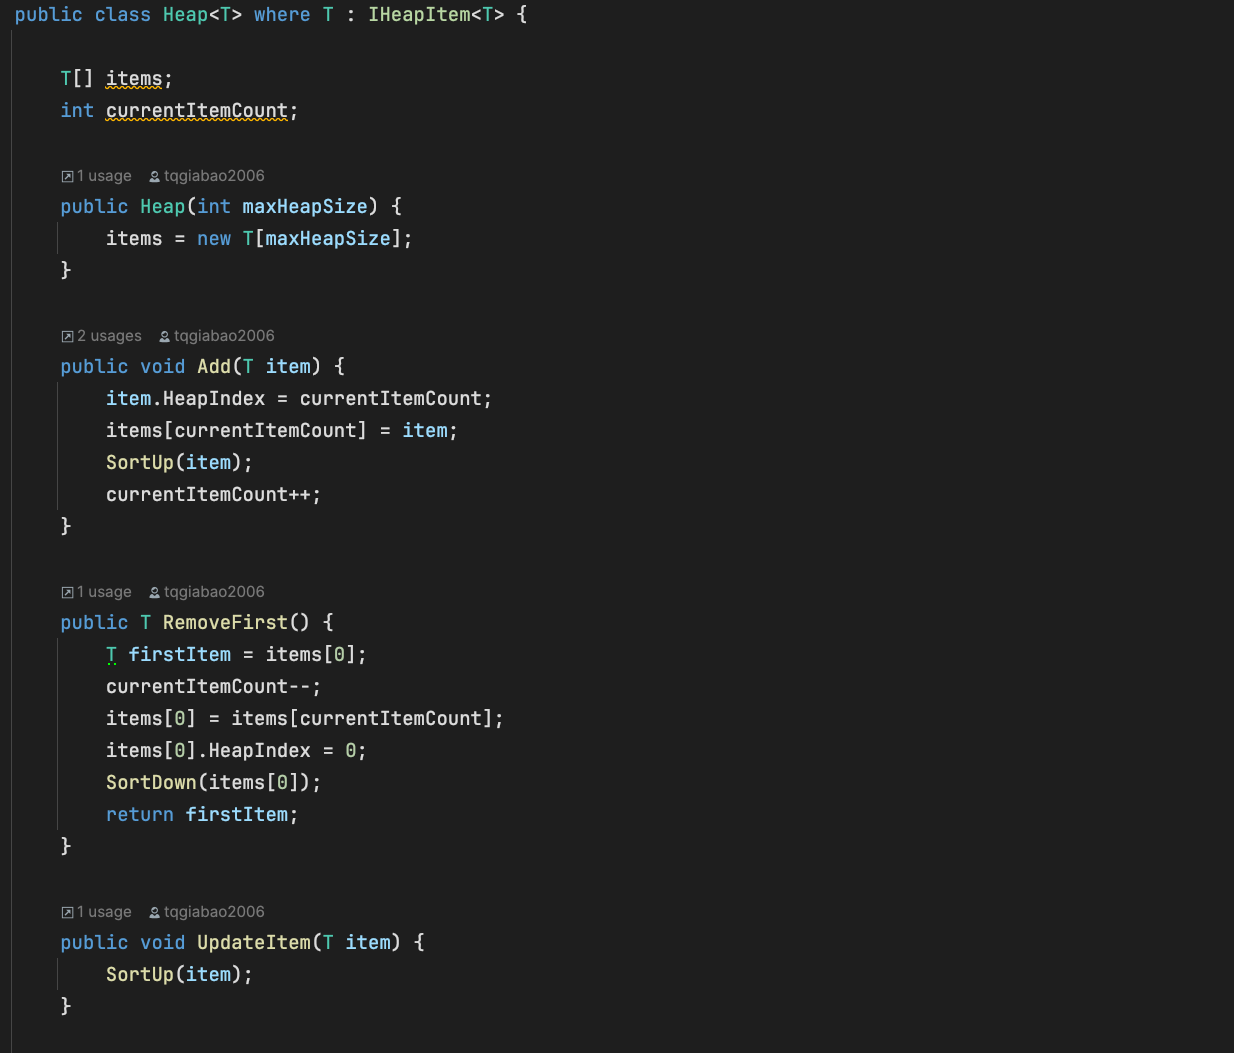 public class Heap<T> where T : IHeapItem<T> {
T[] items;
int currentItemCount;
1 usage tqgiabao2006
public Heap(int maxHeapSize) {
items = new T[maxHeapSize];
}
2 usages tqgiabao2006
public void Add(T item) {
item.HeapIndex = currentItemCount;
items[currentItemCount] = item;
SortUp(item);
currentItemCount++;
}
1 usage tqgiabao2006
public T RemoveFirst() {
T firstItem = items[0];
currentItemCount--;
items[0] = items[currentItemCount];
items[0].HeapIndex = 0;
SortDown(items[0]);
return firstItem;
}
1 usage tqgiabao2006
public void UpdateItem(T item) {
SortUp(item);
}